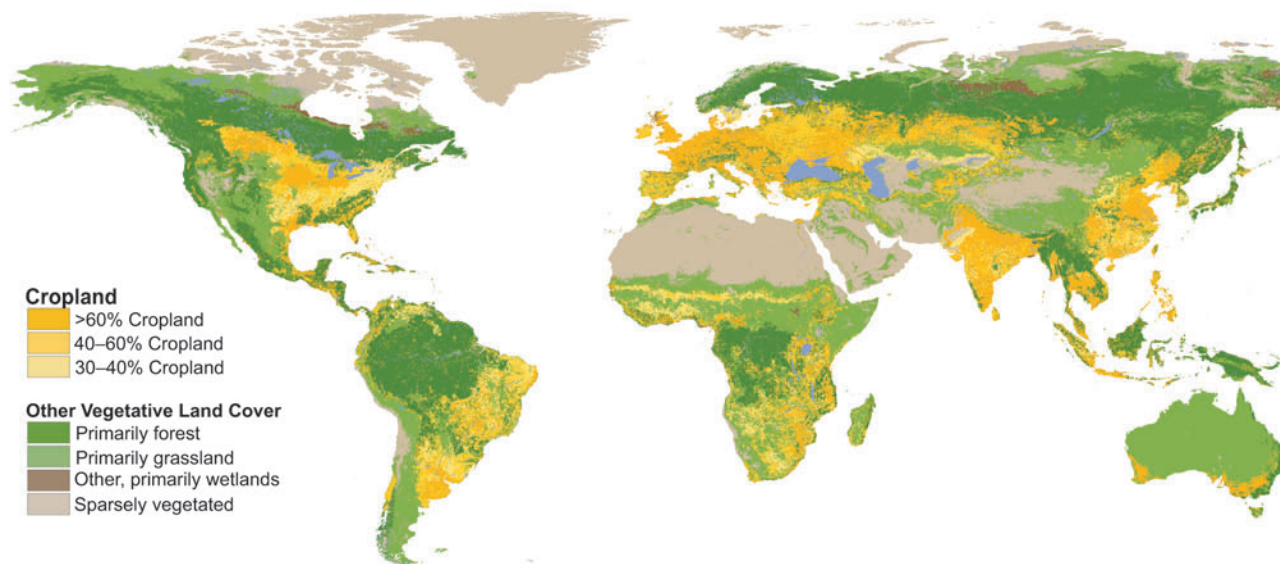 Cropland
>60% Cropland
40–60% Cropland
30–40% Cropland
Other Vegetative Land Cover
Primarily forest
Primarily grassland
Other, primarily wetlands
Sparsely vegetated